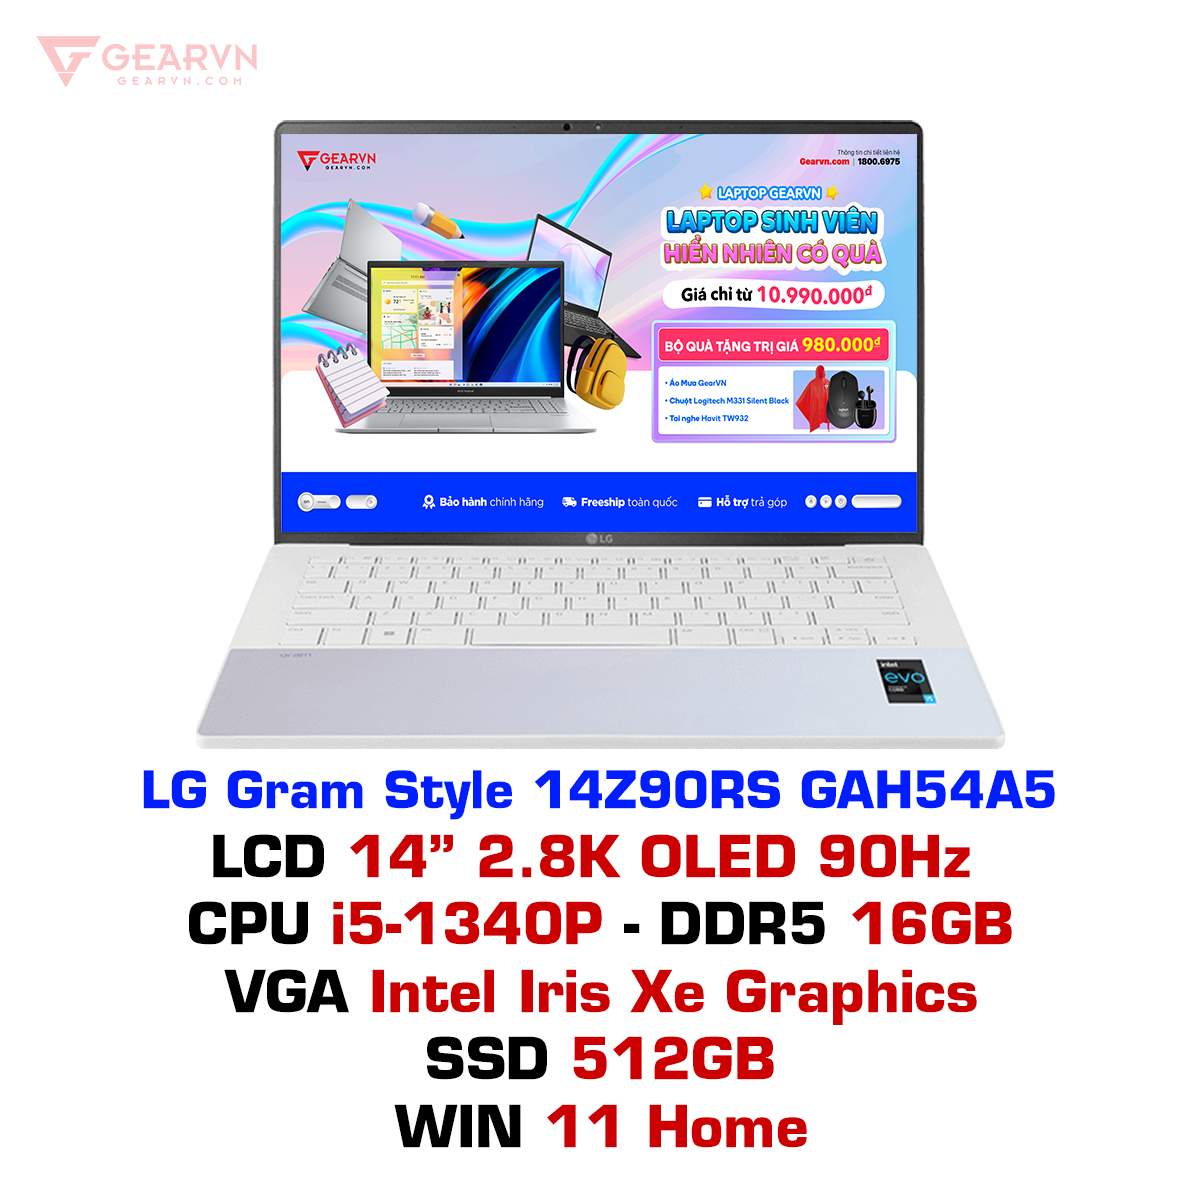 GEARVN
GEARVN.COM
GEARVN
GEARVN.COM
Thông tin chi tiết liên hệ
Gearvn.com | 1800.6975
LAPTOP GEARVN
LAPTOP SINH VIÊN
HIỂN NHIÊN CÓ QUÀ
Giá chỉ từ 10.990.000đ
BỘ QUÀ TẶNG TRỊ GIÁ 980.000đ
• Áo Mưa GearVN
• Chuột Logitech M331 Silent Black
• Tai nghe Havit TW932
Bảo hành chính hãng
Freeship toàn quốc
Hỗ trợ trả góp
LG
gram
intel
evo
CORE
i5
LG Gram Style 14Z90RS GAH54A5
LCD 14” 2.8K OLED 90Hz
CPU i5-1340P - DDR5 16GB
VGA Intel Iris Xe Graphics
SSD 512GB
WIN 11 Home